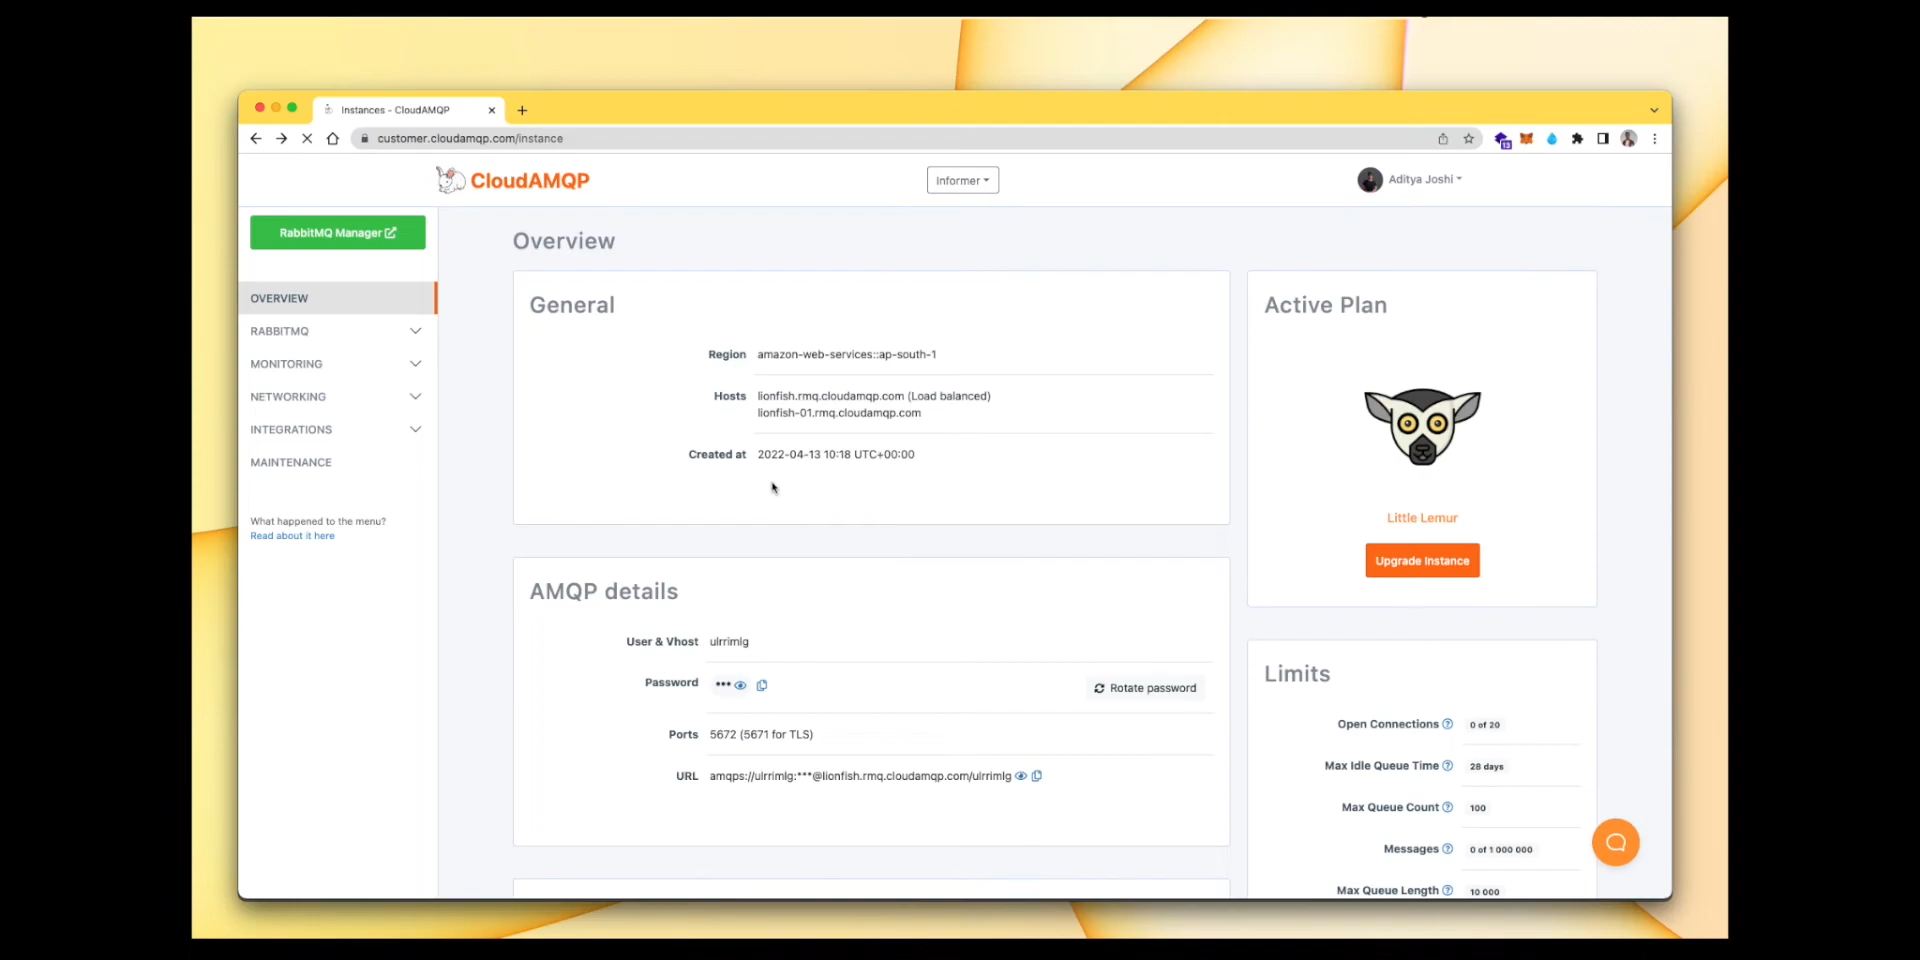 Instances - CloudAMQP
customer.cloudamqp.com/instance
13
CloudAMQP
Informer
Aditya Joshi
RabbitMQ Manager
OVERVIEW
RABBITMQ
MONITORING
NETWORKING
INTEGRATIONS
MAINTENANCE
What happened to the menu?
Read about it here
Overview
General
Region amazon-web-services::ap-south-1
Hosts lionfish.rmq.cloudamqp.com (Load balanced)
lionfish-01.rmq.cloudamqp.com
Created at 2022-04-13 10:18 UTC+00:00
AMQP details
User & Vhost ulrrimlg
Password ***
Rotate password
Ports 5672 (5671 for TLS)
URL amqps://ulrrimlg:***@lionfish.rmq.cloudamqp.com/ulrrimlg
Active Plan
Little Lemur
Upgrade Instance
Limits
Open Connections ? 0 of 20
Max Idle Queue Time ? 28 days
Max Queue Count ? 100
Messages ? 0 of 1 000 000
Max Queue Length ? 10 000